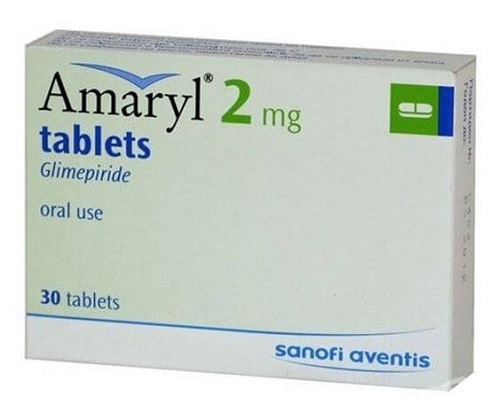 Amaryl® 2 mg
tablets
Glimepiride
oral use
30 tablets
sanofi aventis